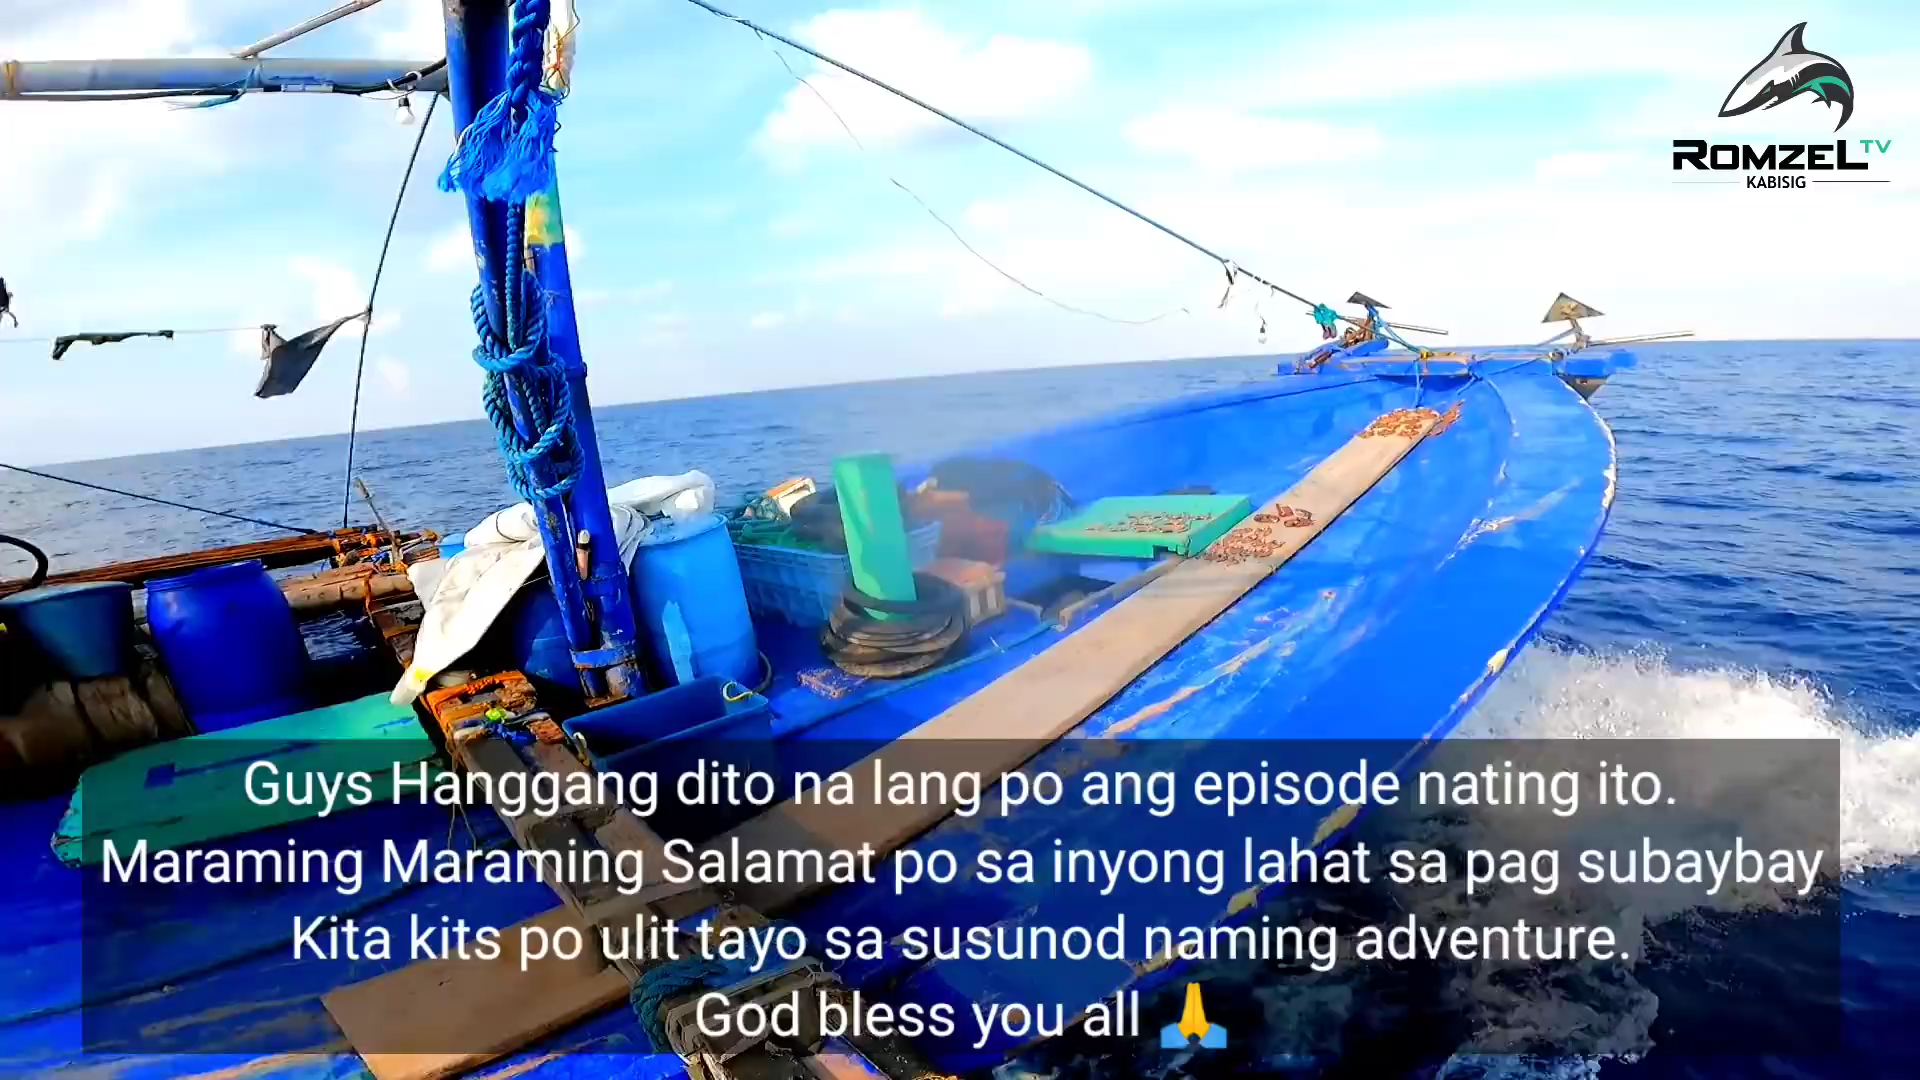 ROMZEL TV
KABISIG
Guys Hanggang dito na lang po ang episode nating ito.
Maraming Maraming Salamat po sa inyong lahat sa pag subaybay
Kita kits po ulit tayo sa susunod naming adventure.
God bless you all 🙏